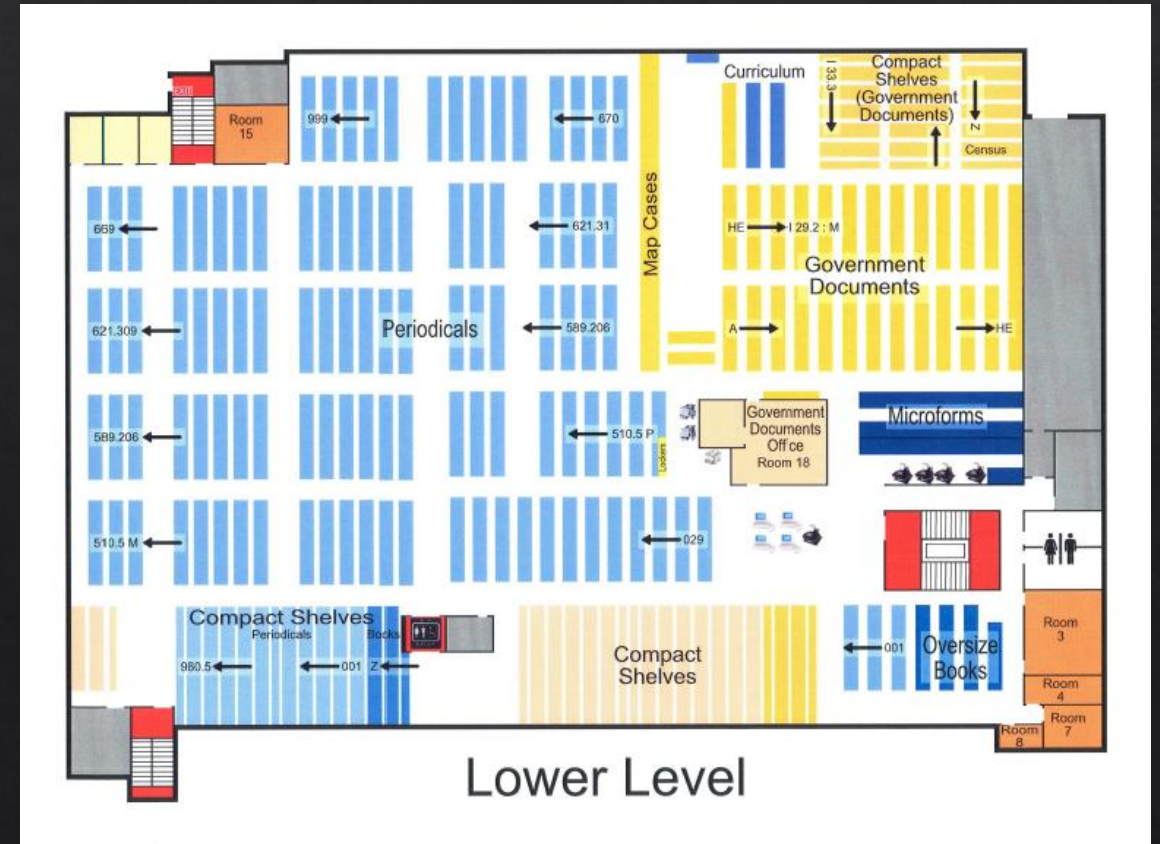 EXIT
Room
15
999
670
Curriculum
I 33.3
Compact
Shelves
(Government
Documents)
Z
Census
Map Cases
669
621.31
HE
I 29.2 : M
Government
Documents
621.309
Periodicals
589.206
A
HE
589.206
510.5 P
Lockers
Government
Documents
Office
Room 18
Microforms
510.5 M
029
Compact Shelves
Periodicals
Books
980.5
001
Z
Compact
Shelves
001
Oversize
Books
Room
3
Room
4
Room
7
Room
8
Lower Level